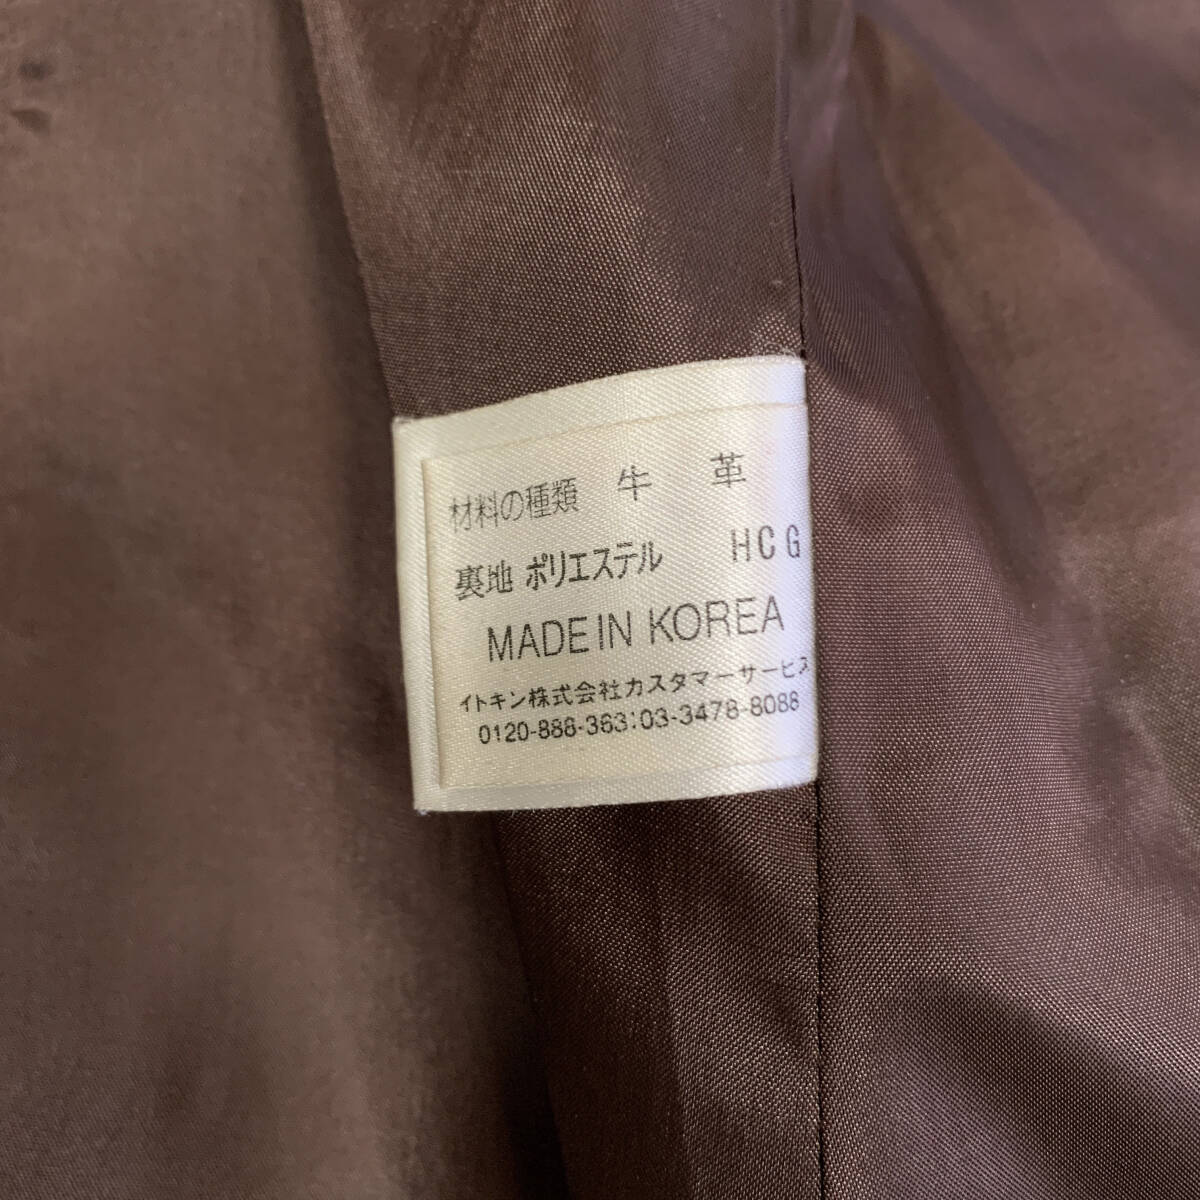 材料の種類 牛 革
裏地 ポリエステル HCG
MADE IN KOREA
イトキン株式会社カスタマーサービス
0120-888-363:03-3478-8088